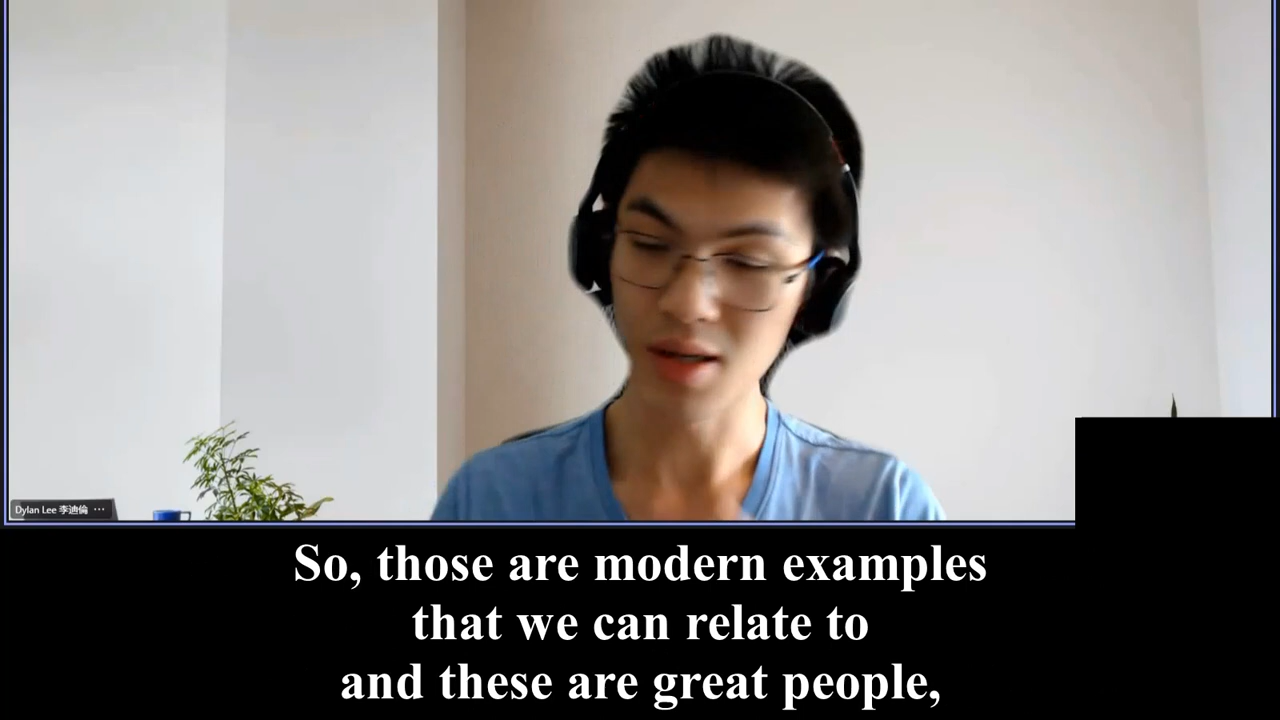 Dylan Lee 李迪倫 ···
So, those are modern examples
that we can relate to
and these are great people,